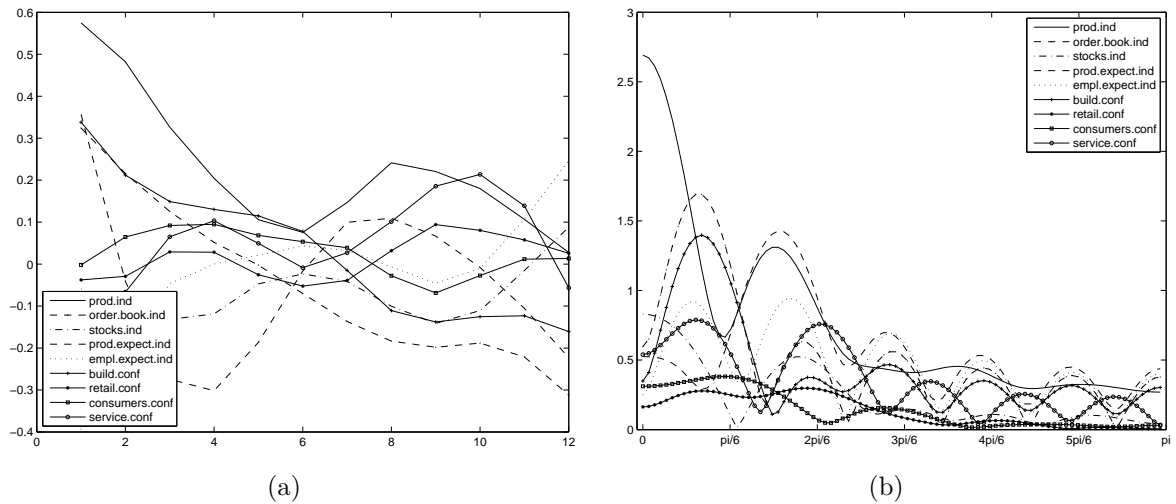 0.6
0.5
0.4
0.3
0.2
0.1
0
−0.1
−0.2
−0.3
−0.4
0 2 4 6 8 10 12
prod.ind
order.book.ind
stocks.ind
prod.expect.ind
empl.expect.ind
build.conf
retail.conf
consumers.conf
service.conf
(a)
3
2.5
2
1.5
1
0.5
0
0 pi/6 2pi/6 3pi/6 4pi/6 5pi/6 pi
prod.ind
order.book.ind
stocks.ind
prod.expect.ind
empl.expect.ind
build.conf
retail.conf
consumers.conf
service.conf
(b)